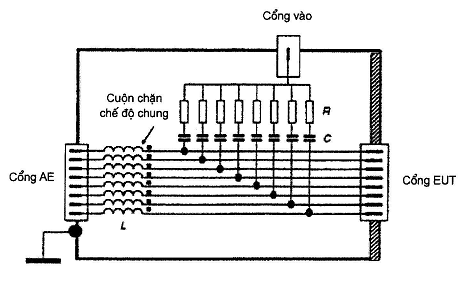 Cổng vào
Cuộn chặn
chế độ chung
R
C
Cổng AE
Cổng EUT
L